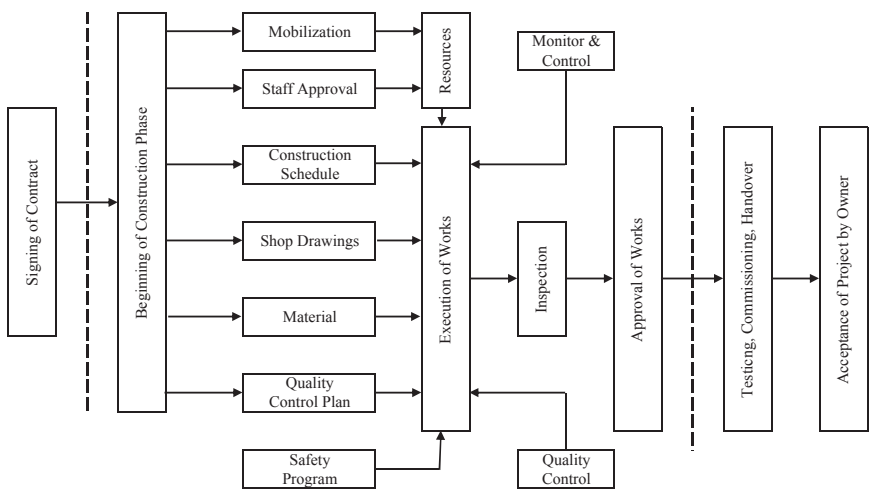 Signing of Contract
Beginning of Construction Phase
Mobilization
Staff Approval
Construction
Schedule
Shop Drawings
Material
Quality
Control Plan
Safety
Program
Resources
Execution of Works
Monitor &
Control
Inspection
Quality
Control
Approval of Works
Testicng, Commissioning, Handover
Acceptance of Project by Owner